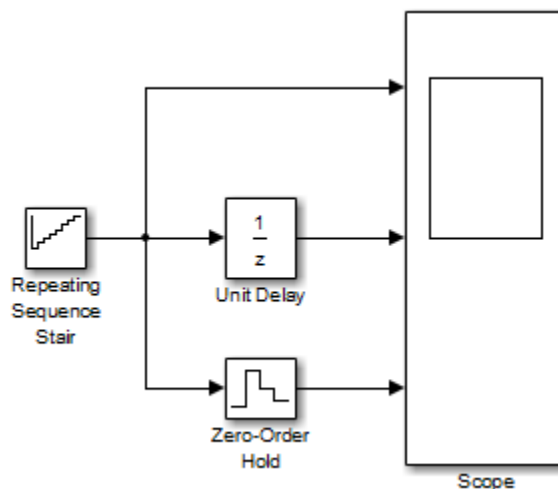 1
z
Repeating
Sequence
Stair
Unit Delay
Zero-Order
Hold
Scope